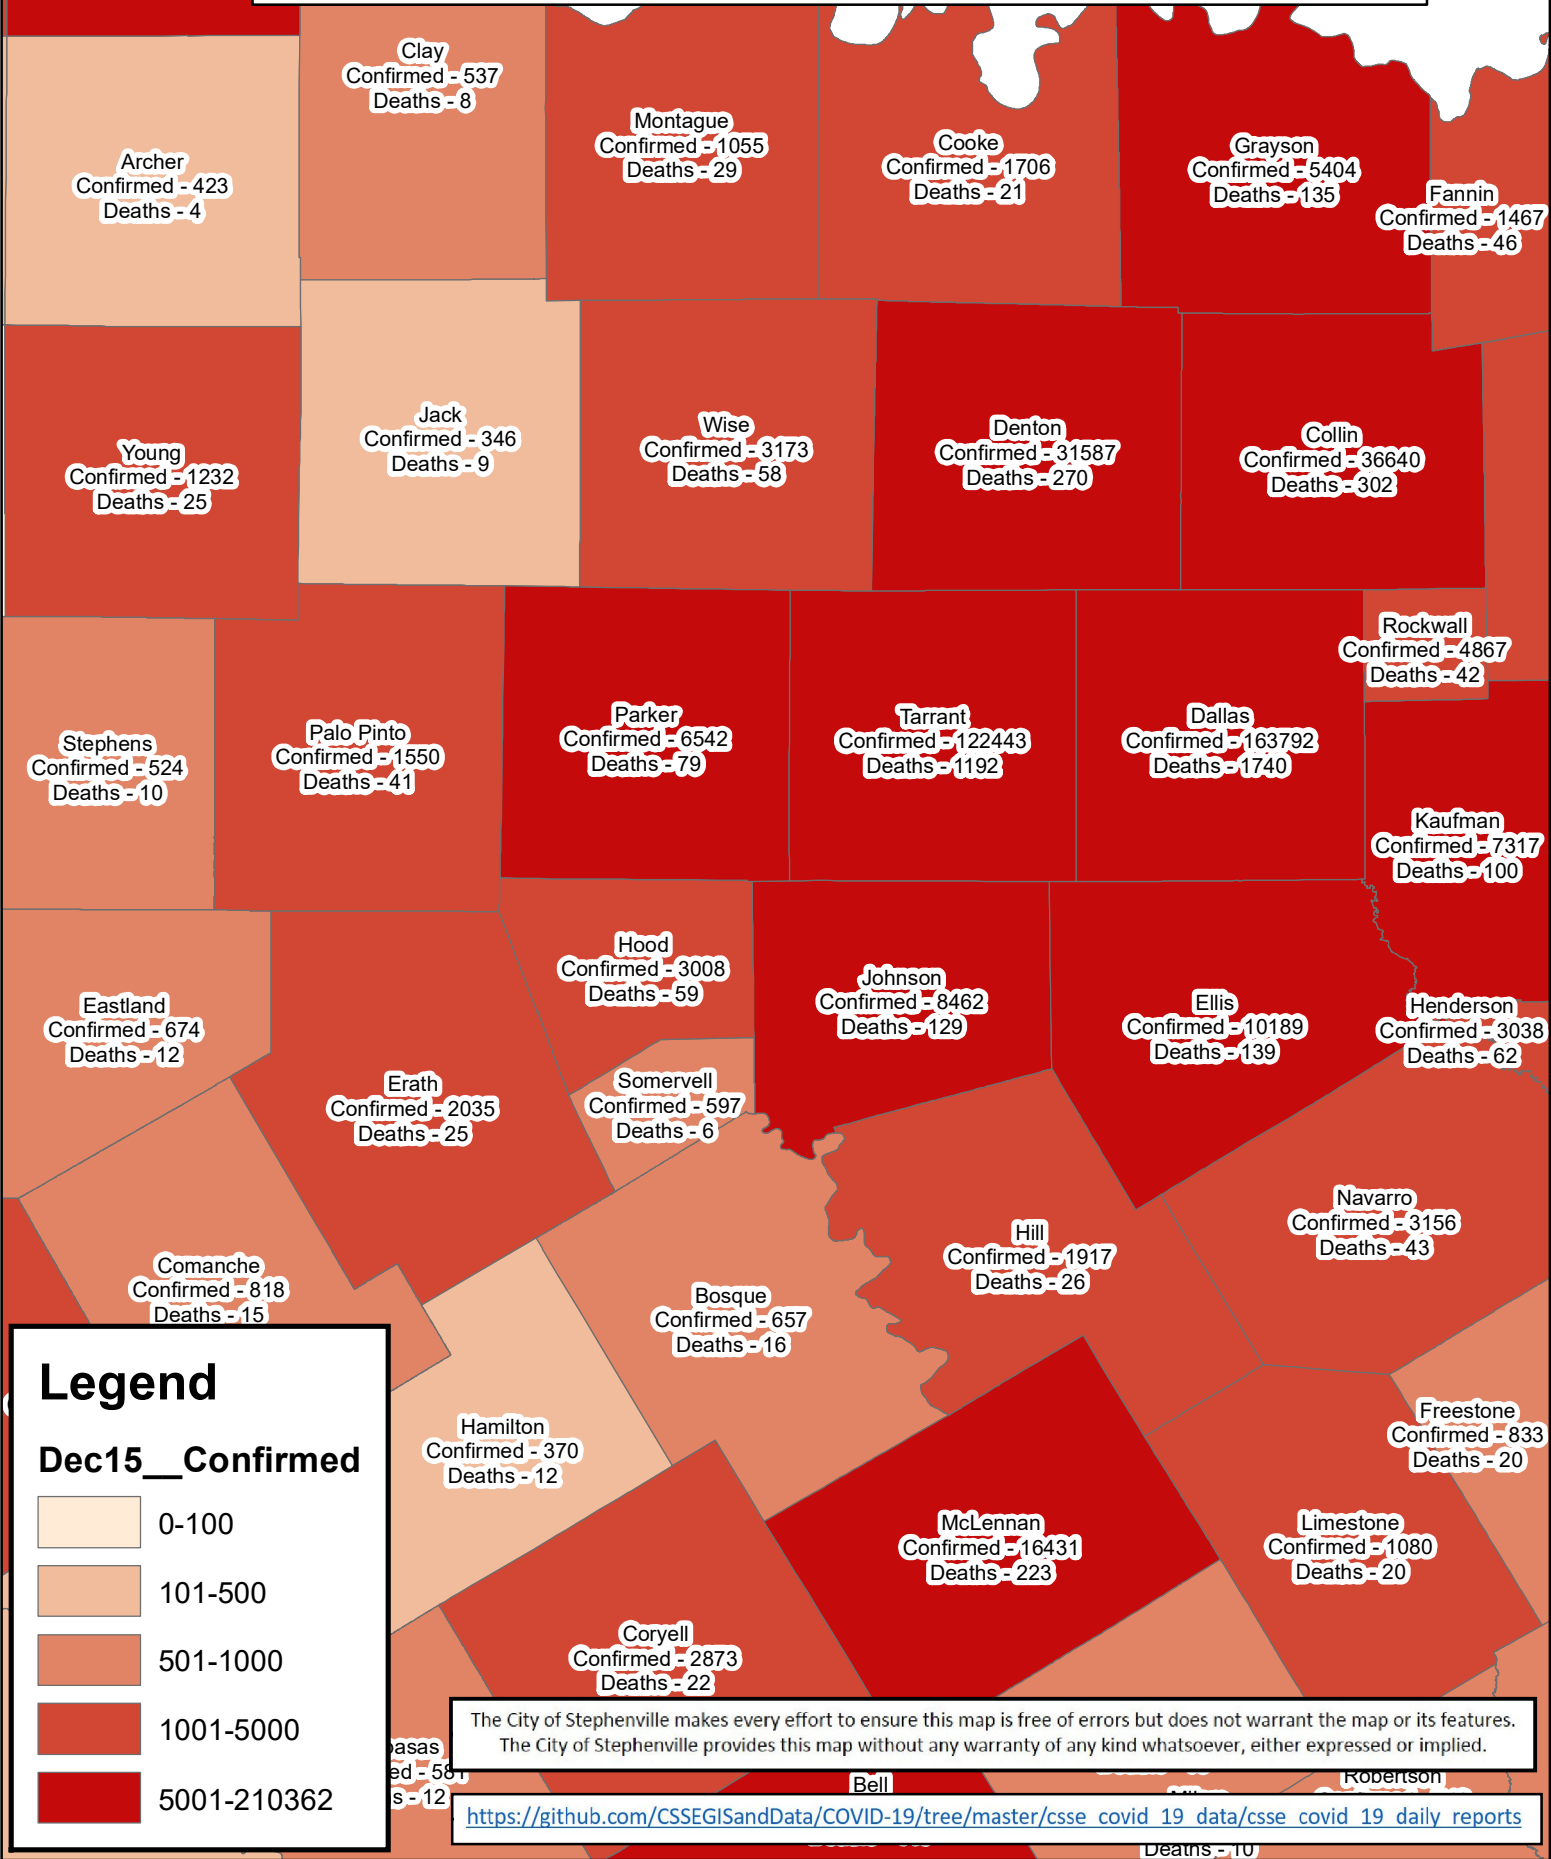 Clay
Confirmed - 537
Deaths - 8
Montague
Confirmed - 1055
Deaths - 29
Cooke
Confirmed - 1706
Deaths - 21
Grayson
Confirmed - 5404
Deaths - 135
Archer
Confirmed - 423
Deaths - 4
Fannin
Confirmed - 1467
Deaths - 46
Young
Confirmed - 1232
Deaths - 25
Jack
Confirmed - 346
Deaths - 9
Wise
Confirmed - 3173
Deaths - 58
Denton
Confirmed - 31587
Deaths - 270
Collin
Confirmed - 36640
Deaths - 302
Rockwall
Confirmed - 4867
Deaths - 42
Stephens
Confirmed - 524
Deaths - 10
Palo Pinto
Confirmed - 1550
Deaths - 41
Parker
Confirmed - 6542
Deaths - 79
Tarrant
Confirmed - 122443
Deaths - 1192
Dallas
Confirmed - 163792
Deaths - 1740
Kaufman
Confirmed - 7317
Deaths - 100
Eastland
Confirmed - 674
Deaths - 12
Hood
Confirmed - 3008
Deaths - 59
Johnson
Confirmed - 8462
Deaths - 129
Ellis
Confirmed - 10189
Deaths - 139
Henderson
Confirmed - 3038
Deaths - 62
Erath
Confirmed - 2035
Deaths - 25
Somervell
Confirmed - 597
Deaths - 6
Navarro
Confirmed - 3156
Deaths - 43
Hill
Confirmed - 1917
Deaths - 26
Comanche
Confirmed - 818
Deaths - 15
Bosque
Confirmed - 657
Deaths - 16
Hamilton
Confirmed - 370
Deaths - 12
Freestone
Confirmed - 833
Deaths - 20
McLennan
Confirmed - 16431
Deaths - 223
Limestone
Confirmed - 1080
Deaths - 20
Coryell
Confirmed - 2873
Deaths - 22
Legend
Dec15__Confirmed
0-100
101-500
501-1000
1001-5000
5001-210362
The City of Stephenville makes every effort to ensure this map is free of errors but does not warrant the map or its features.
The City of Stephenville provides this map without any warranty of any kind whatsoever, either expressed or implied.
asas
ed - 581
s - 12
Bell
Robertson
https://github.com/CSSEGISandData/COVID-19/tree/master/csse_covid_19_data/csse_covid_19_daily_reports
Deaths - 10